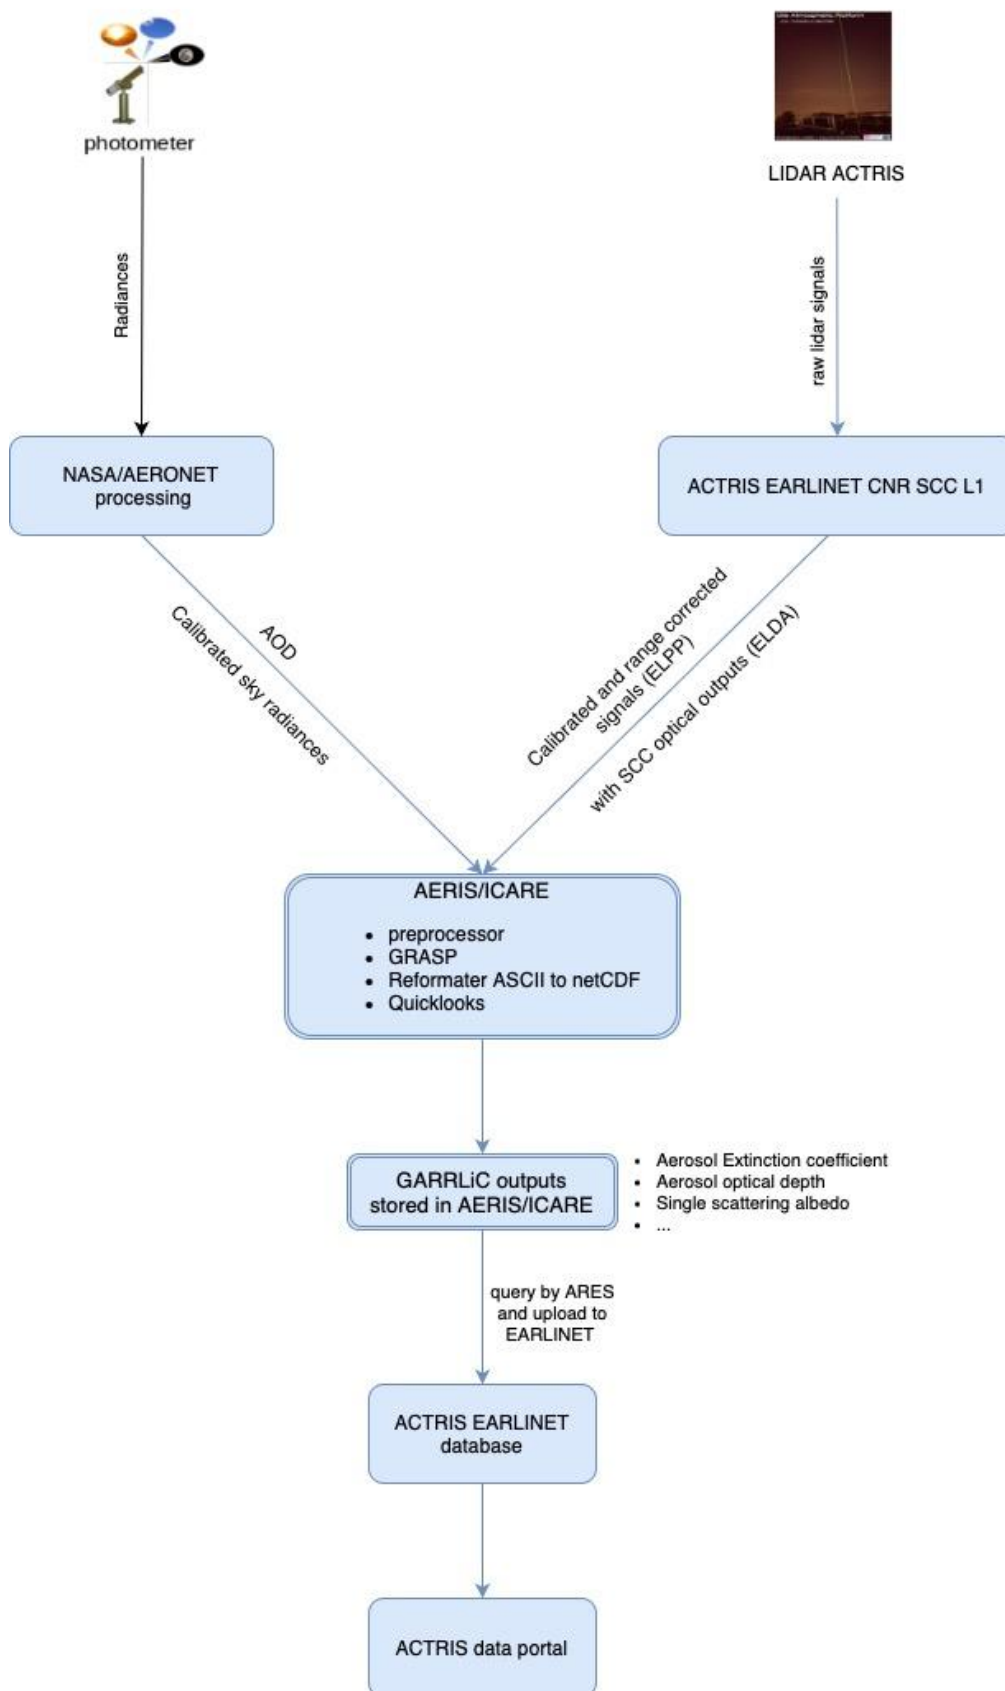 photometer
LIDAR ACTRIS
Radiances
raw lidar signals
NASA/AERONET
processing
ACTRIS EARLINET CNR SCC L1
AOD
Calibrated sky radiances
Calibrated and range corrected
signals (ELPP)
with SCC optical outputs (ELDA)
AERIS/ICARE
• preprocessor
• GRASP
• Reformater ASCII to netCDF
• Quicklooks
GARRLiC outputs
stored in AERIS/ICARE
• Aerosol Extinction coefficient
• Aerosol optical depth
• Single scattering albedo
• ...
query by ARES
and upload to
EARLINET
ACTRIS EARLINET
database
ACTRIS data portal